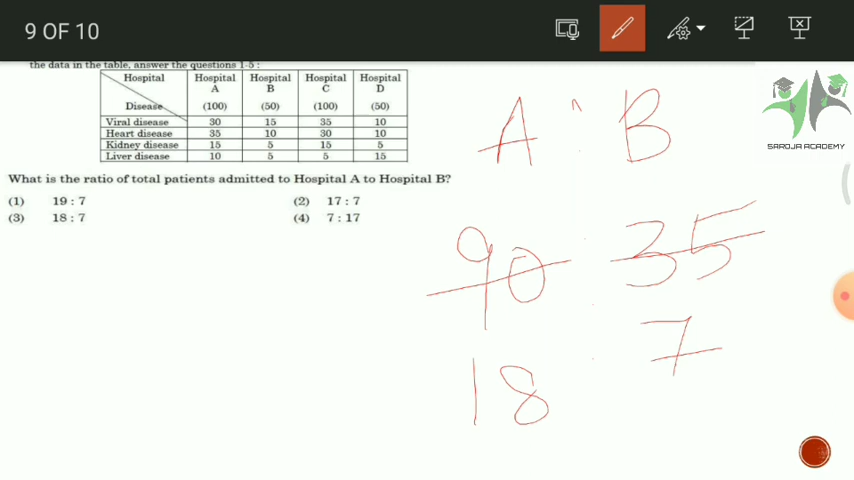 9 OF 10
the data in the table, answer the questions 1-5 :
Hospital Hospital Hospital Hospital Hospital
A B C D
Disease (100) (50) (100) (50)
Viral disease 30 15 35 10
Heart disease 35 10 30 10
Kidney disease 15 5 15 5
Liver disease 10 5 5 15
What is the ratio of total patients admitted to Hospital A to Hospital B?
(1) 19 : 7 (2) 17 : 7
(3) 18 : 7 (4) 7 : 17
A : B
90 : 35
18 : 7
SAROJA ACADEMY